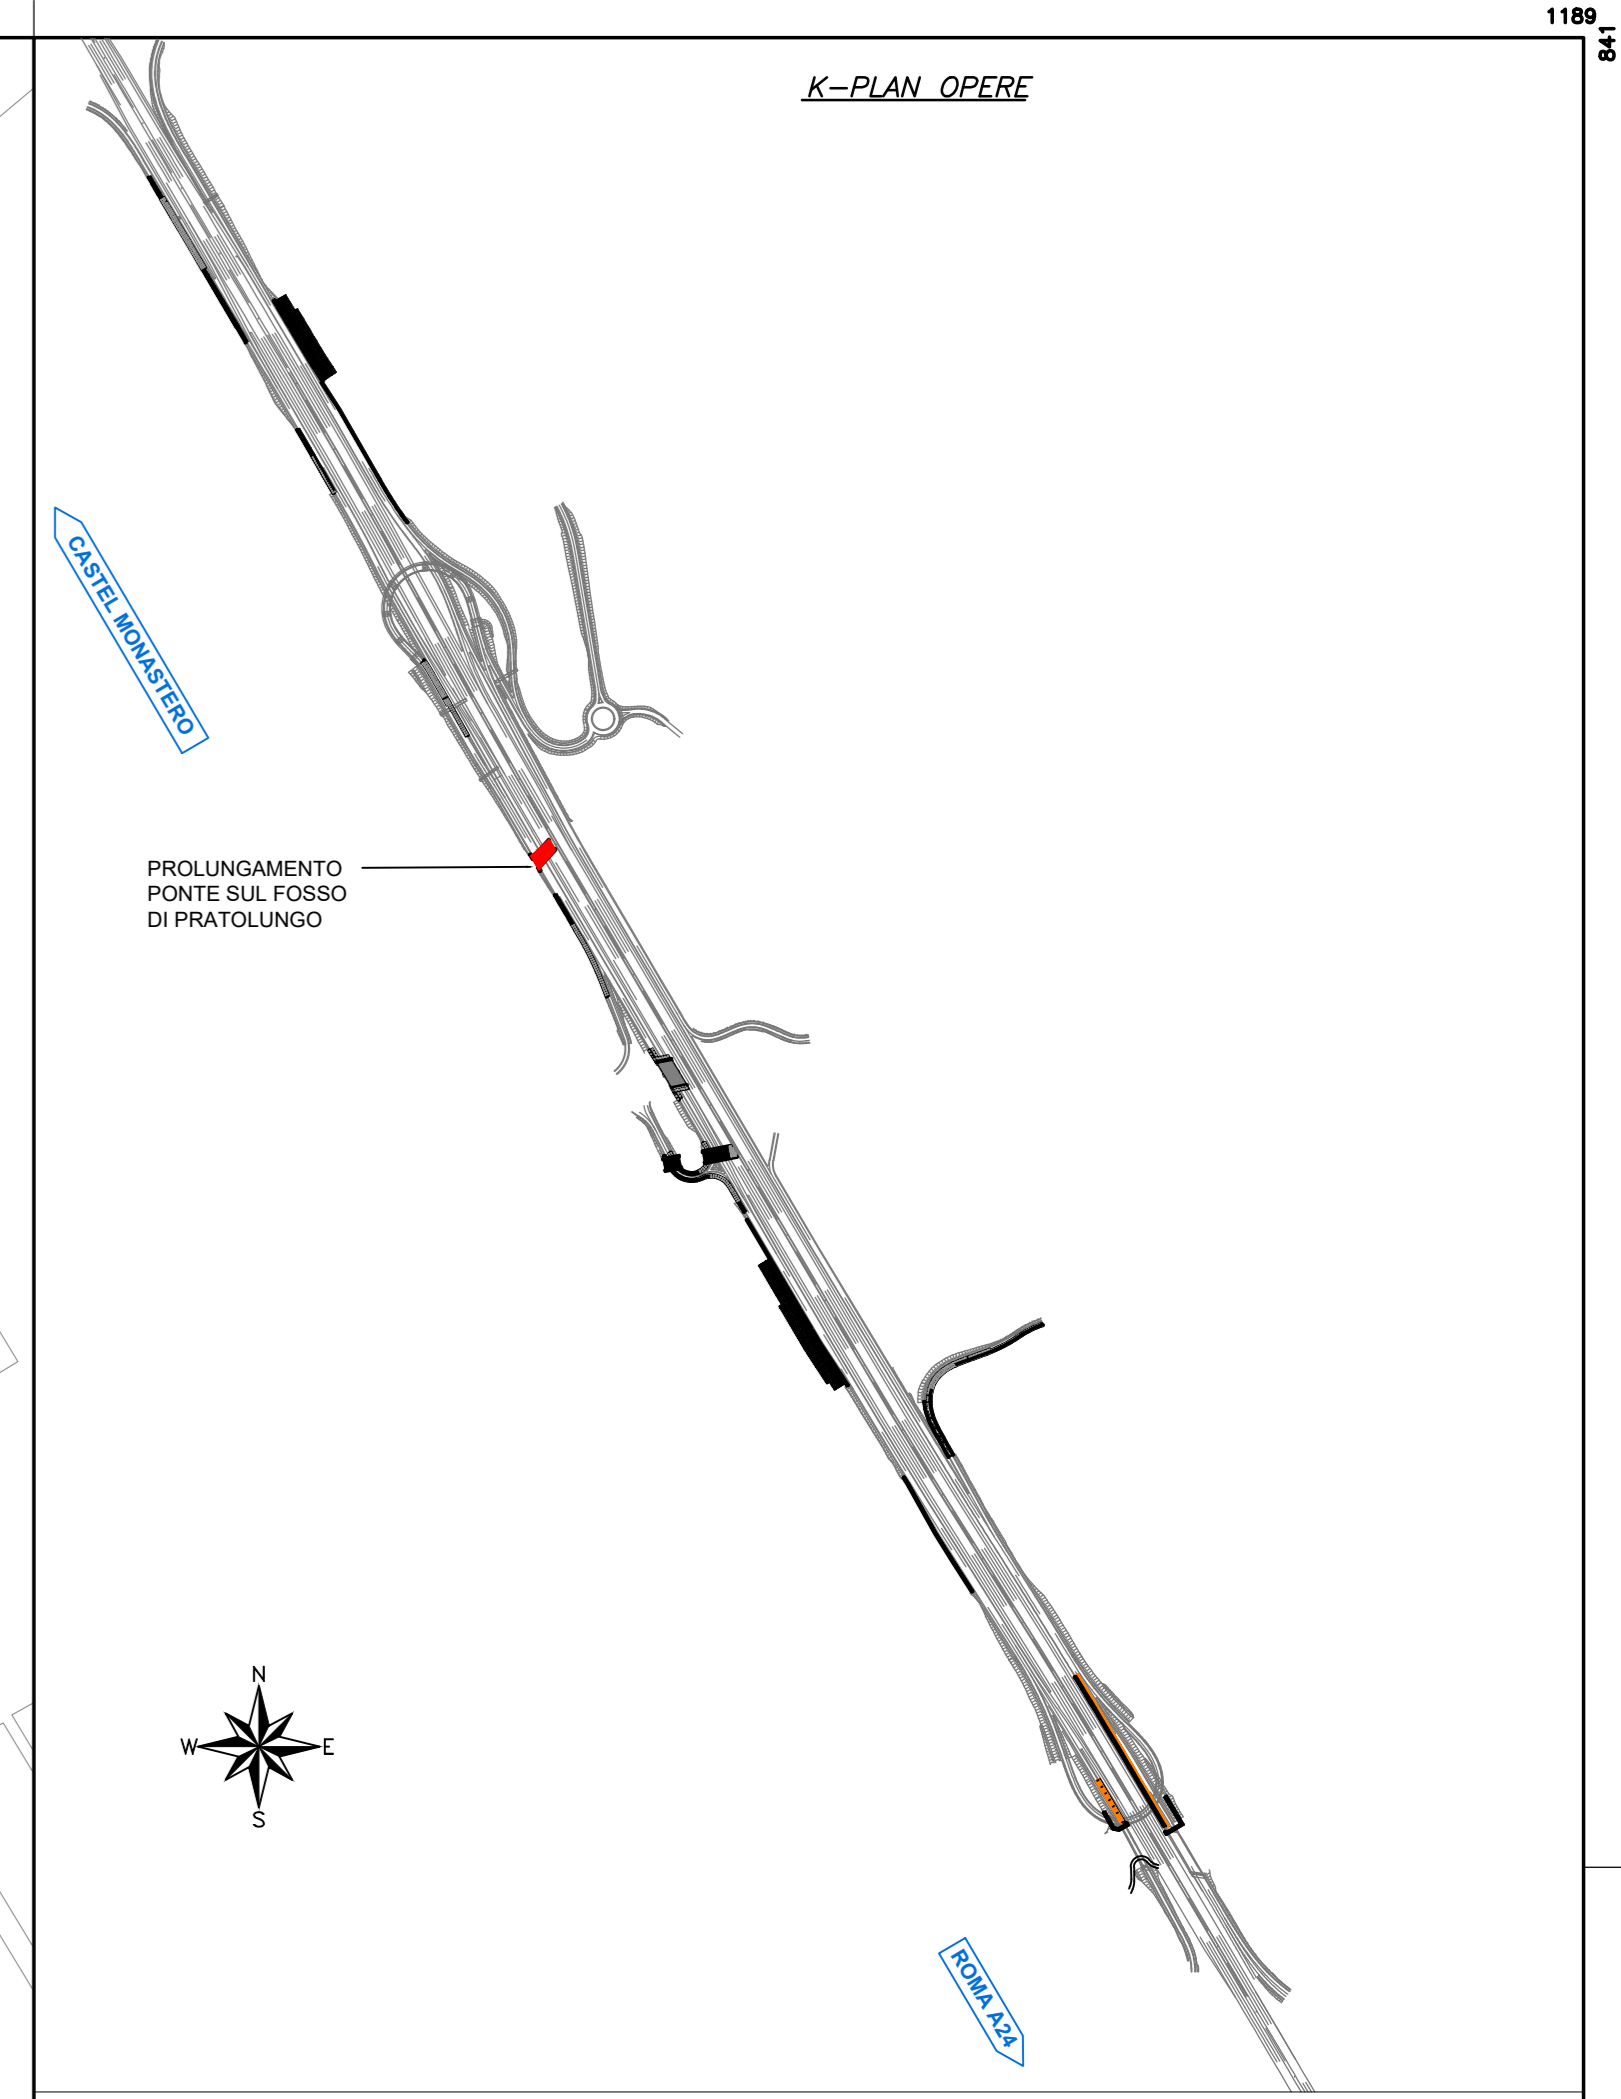 1189
841
K-PLAN OPERE
CASTEL MONASTERO
PROLUNGAMENTO
PONTE SUL FOSSO
DI PRATOLUNGO
N
W
E
S
ROMA A24